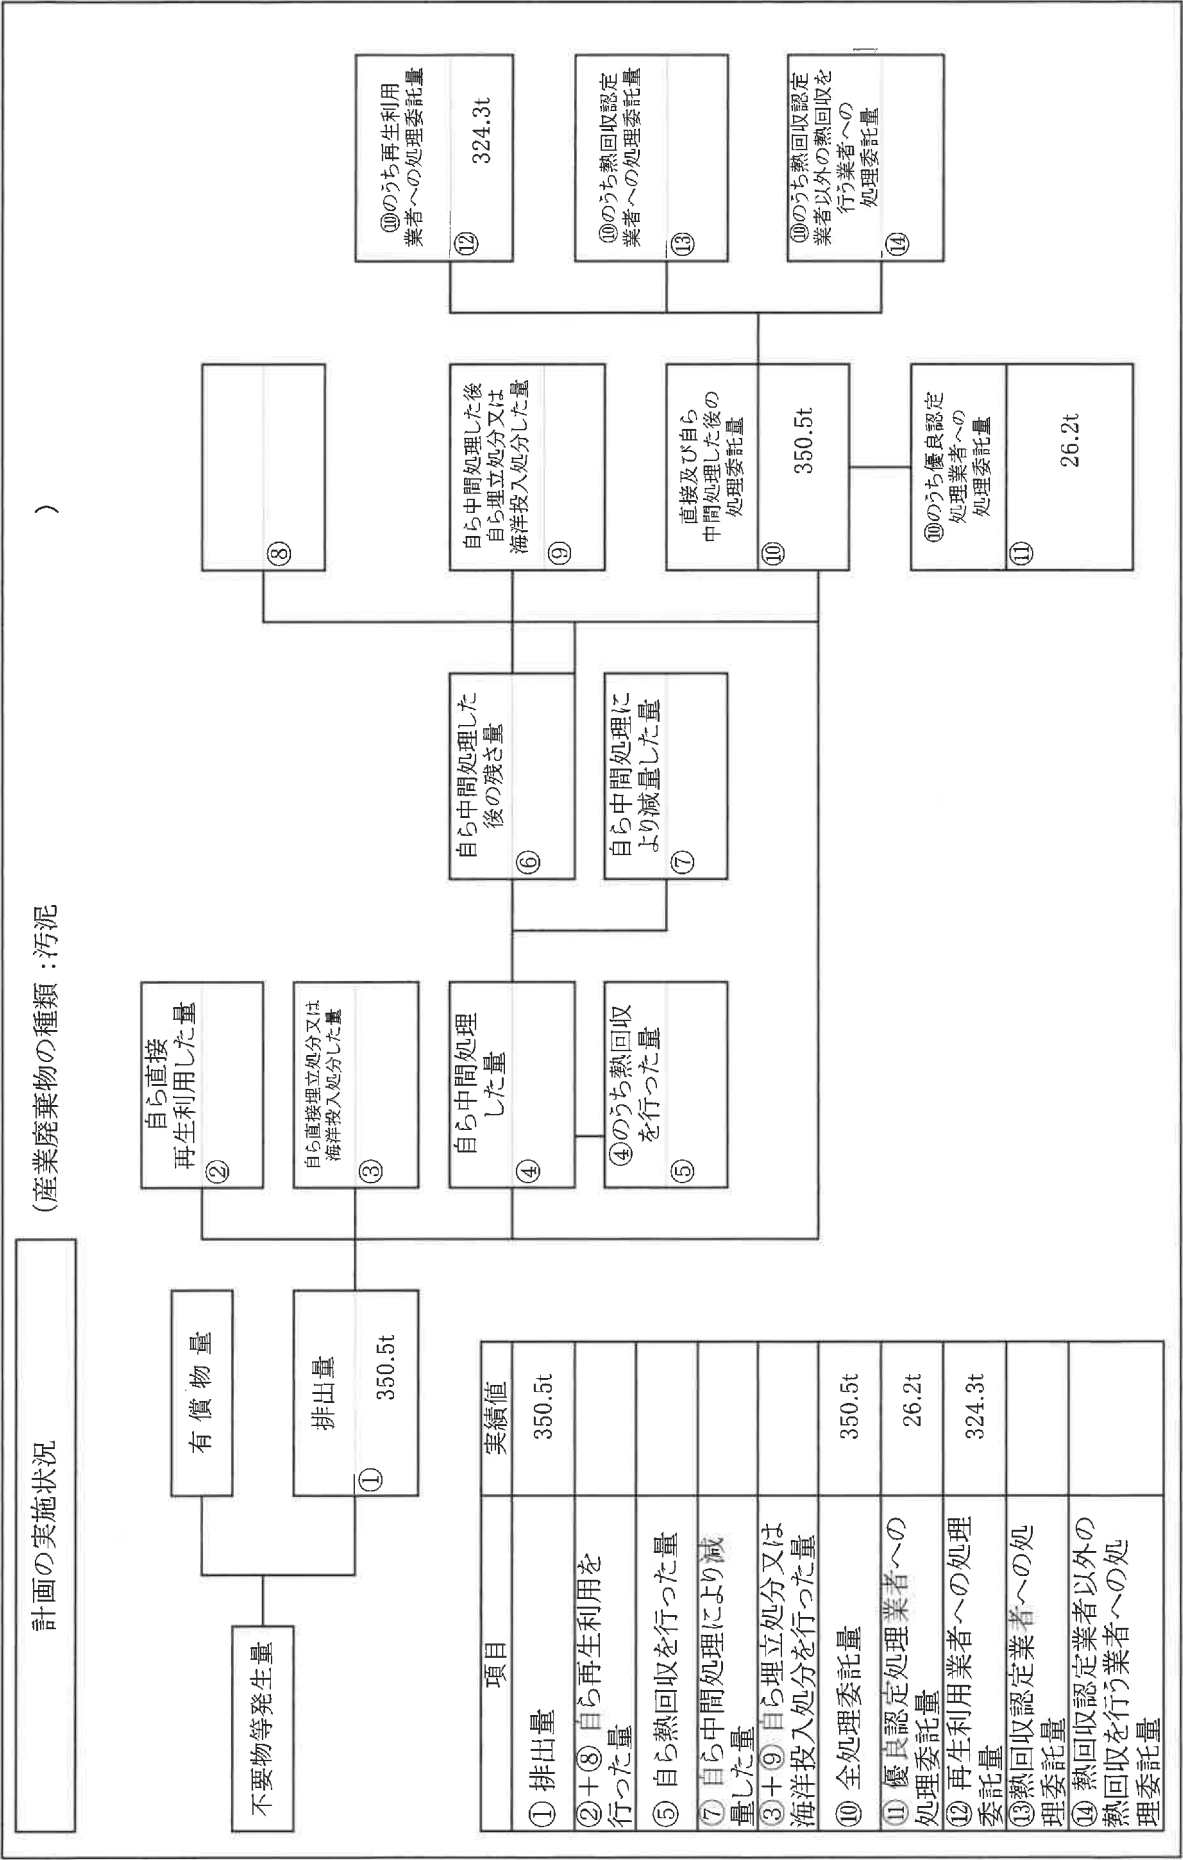 計画の実施状況
(産業廃棄物の種類：汚泥
)
不要物等発生量
有償物量
排出量
①
350.5t
自ら直接
再生利用した量
②
自ら直接埋立処分又は
海洋投入処分した量
③
自ら中間処理
した量
④
④のうち熱回収
を行った量
⑤
自ら中間処理した
後の残さ量
⑥
自ら中間処理に
より減量した量
⑦
⑧
自ら中間処理した後
自ら埋立処分又は
海洋投入処分した量
⑨
直接及び自ら
中間処理した後の
処理委託量
⑩
350.5t
⑩のうち優良認定
処理業者への
処理委託量
⑪
26.2t
⑩のうち再生利用
業者への処理委託量
⑫
324.3t
⑩のうち熱回収認定
業者への処理委託量
⑬
⑩のうち熱回収認定
業者以外の熱回収を
行う業者への
処理委託量
⑭
項目 実績値
①排出量 350.5t
②＋⑧ 自ら再生利用を
行った量
⑤自ら熱回収を行った量
⑦自ら中間処理により減
量した量
③＋⑨ 自ら埋立処分又は
海洋投入処分を行った量
⑩ 全処理委託量 350.5t
⑪ 優良認定処理業者への
処理委託量 26.2t
⑫再生利用業者への処理
委託量 324.3t
⑬熱回収認定業者への処
理委託量
⑭ 熱回収認定業者以外の
熱回収を行う業者への処
理委託量